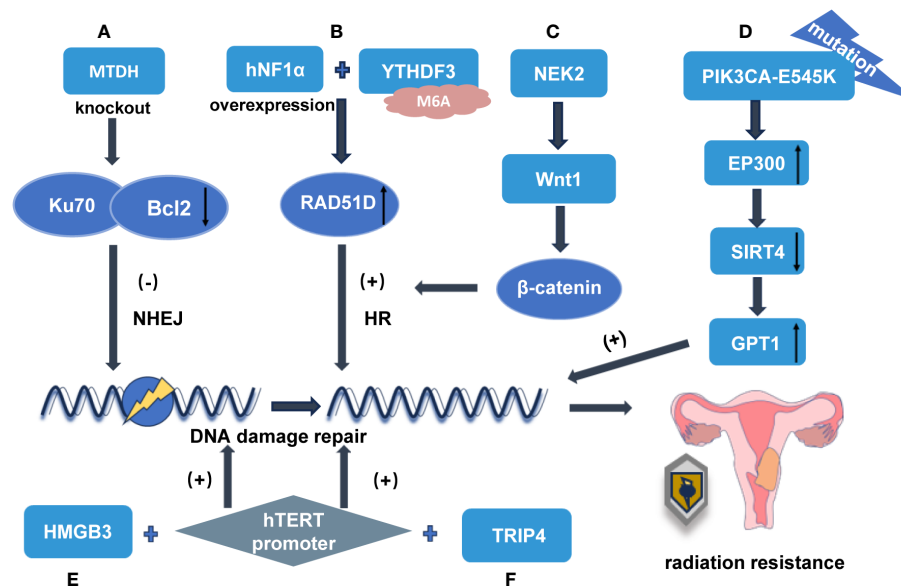 A
B
C
D
mutation
MTDH
knockout
hNF1α
overexpression
YTHDF3
M6A
NEK2
PIK3CA-E545K
EP300
Wnt1
Ku70
Bcl2
RAD51D
SIRT4
(-)
(+)
β-catenin
NHEJ
HR
GPT1
(+)
DNA damage repair
(+)
(+)
HMGB3
hTERT
promoter
TRIP4
radiation resistance
E
F